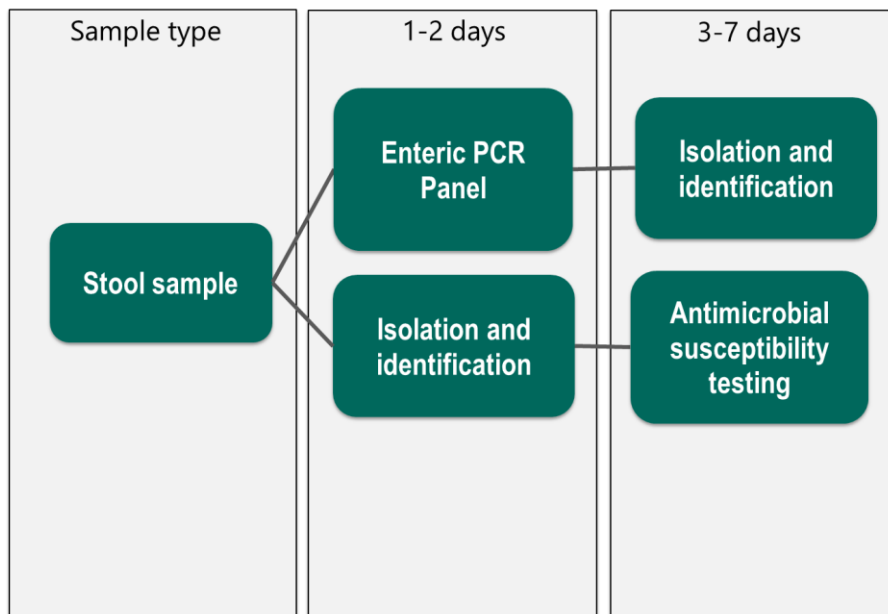 Sample type
1-2 days
3-7 days
Enteric PCR
Panel
Isolation and
identification
Stool sample
Isolation and
identification
Antimicrobial
susceptibility
testing